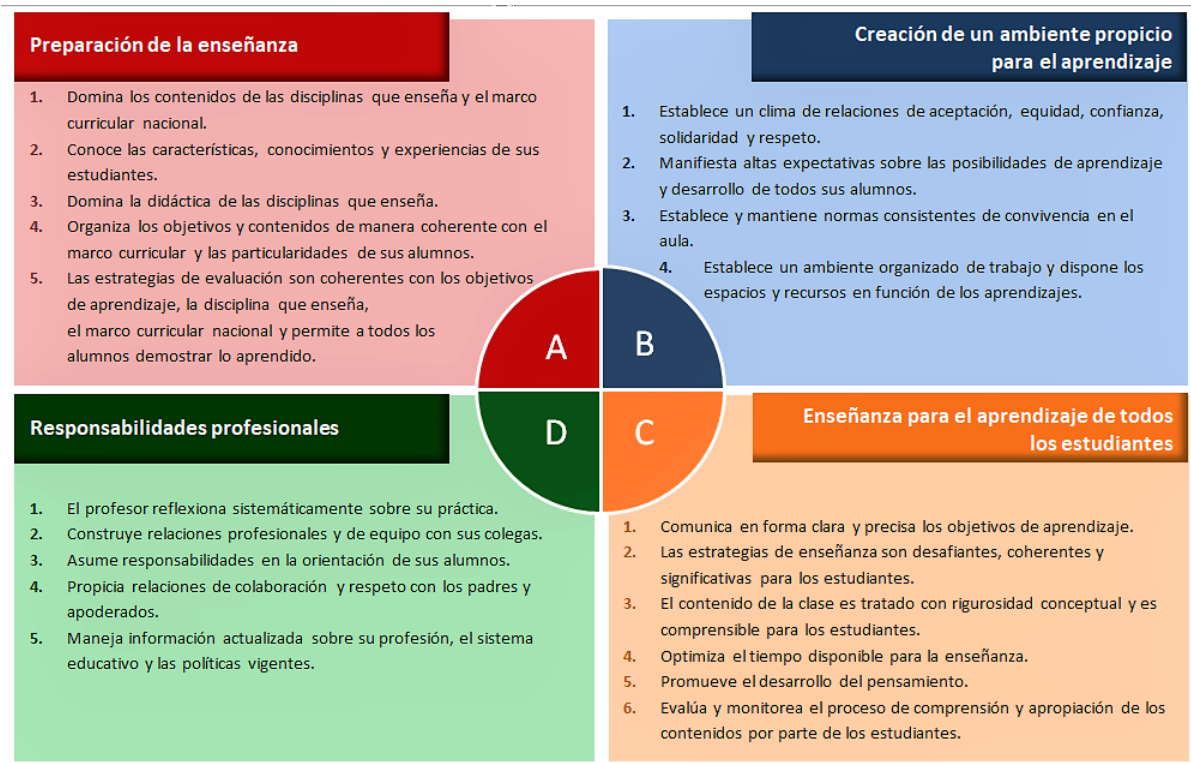 Preparación de la enseñanza
1. Domina los contenidos de las disciplinas que enseña y el marco
curricular nacional.
2. Conoce las características, conocimientos y experiencias de sus
estudiantes.
3. Domina la didáctica de las disciplinas que enseña.
4. Organiza los objetivos y contenidos de manera coherente con el
marco curricular y las particularidades de sus alumnos.
5. Las estrategias de evaluación son coherentes con los objetivos
de aprendizaje, la disciplina que enseña,
el marco curricular nacional y permite a todos los
alumnos demostrar lo aprendido.
A
Creación de un ambiente propicio
para el aprendizaje
1. Establece un clima de relaciones de aceptación, equidad, confianza,
solidaridad y respeto.
2. Manifiesta altas expectativas sobre las posibilidades de aprendizaje
y desarrollo de todos sus alumnos.
3. Establece y mantiene normas consistentes de convivencia en el
aula.
4. Establece un ambiente organizado de trabajo y dispone los
espacios y recursos en función de los aprendizajes.
B
Responsabilidades profesionales
D
1. El profesor reflexiona sistemáticamente sobre su práctica.
2. Construye relaciones profesionales y de equipo con sus colegas.
3. Asume responsabilidades en la orientación de sus alumnos.
4. Propicia relaciones de colaboración y respeto con los padres y
apoderados.
5. Maneja información actualizada sobre su profesión, el sistema
educativo y las políticas vigentes.
Enseñanza para el aprendizaje de todos
los estudiantes
C
1. Comunica en forma clara y precisa los objetivos de aprendizaje.
2. Las estrategias de enseñanza son desafiantes, coherentes y
significativas para los estudiantes.
3. El contenido de la clase es tratado con rigurosidad conceptual y es
comprensible para los estudiantes.
4. Optimiza el tiempo disponible para la enseñanza.
5. Promueve el desarrollo del pensamiento.
6. Evalúa y monitorea el proceso de comprensión y apropiación de los
contenidos por parte de los estudiantes.